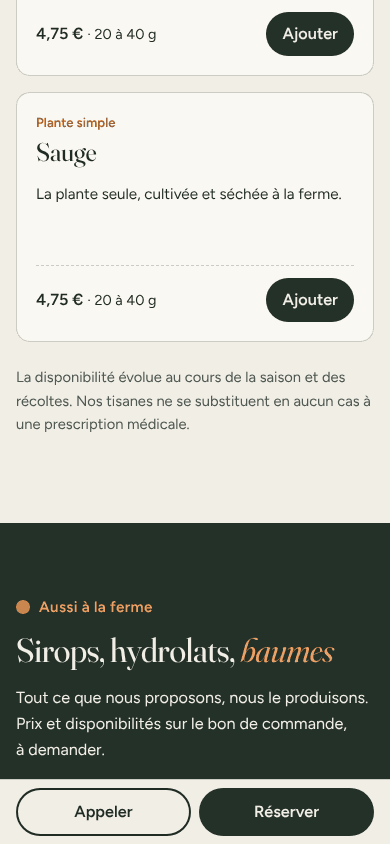 4,75 € · 20 à 40 g
Ajouter
Plante simple
Sauge
La plante seule, cultivée et séchée à la ferme.
4,75 € · 20 à 40 g
Ajouter
La disponibilité évolue au cours de la saison et des
récoltes. Nos tisanes ne se substituent en aucun cas à
une prescription médicale.
Aussi à la ferme
Sirops, hydrolats, baumes
Tout ce que nous proposons, nous le produisons.
Prix et disponibilités sur le bon de commande,
à demander.
Appeler
Réserver